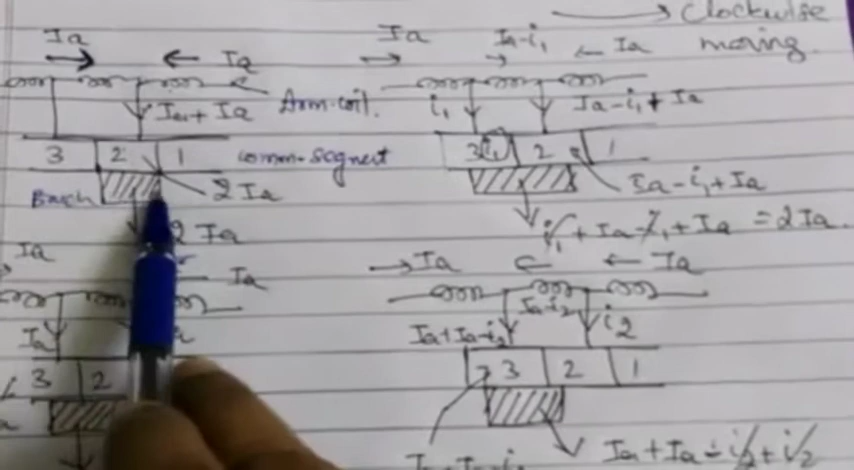 Clockwise
moving.
Ia Ia
Ia+Ia Arm.coil.
3 2 1 comm-segment
2Ia
2Ia
Ia Ia-i1 Ia
i1 Ia-i1+Ia
3 2 1
Ia-i1+Ia
i1+Ia-i1+Ia=2Ia.
Ia Ia
Ia
3 2
Ia Ia
Ia-i2
Ia+Ia-i2 i2
3 2 1
Ia+Ia-i2+i2